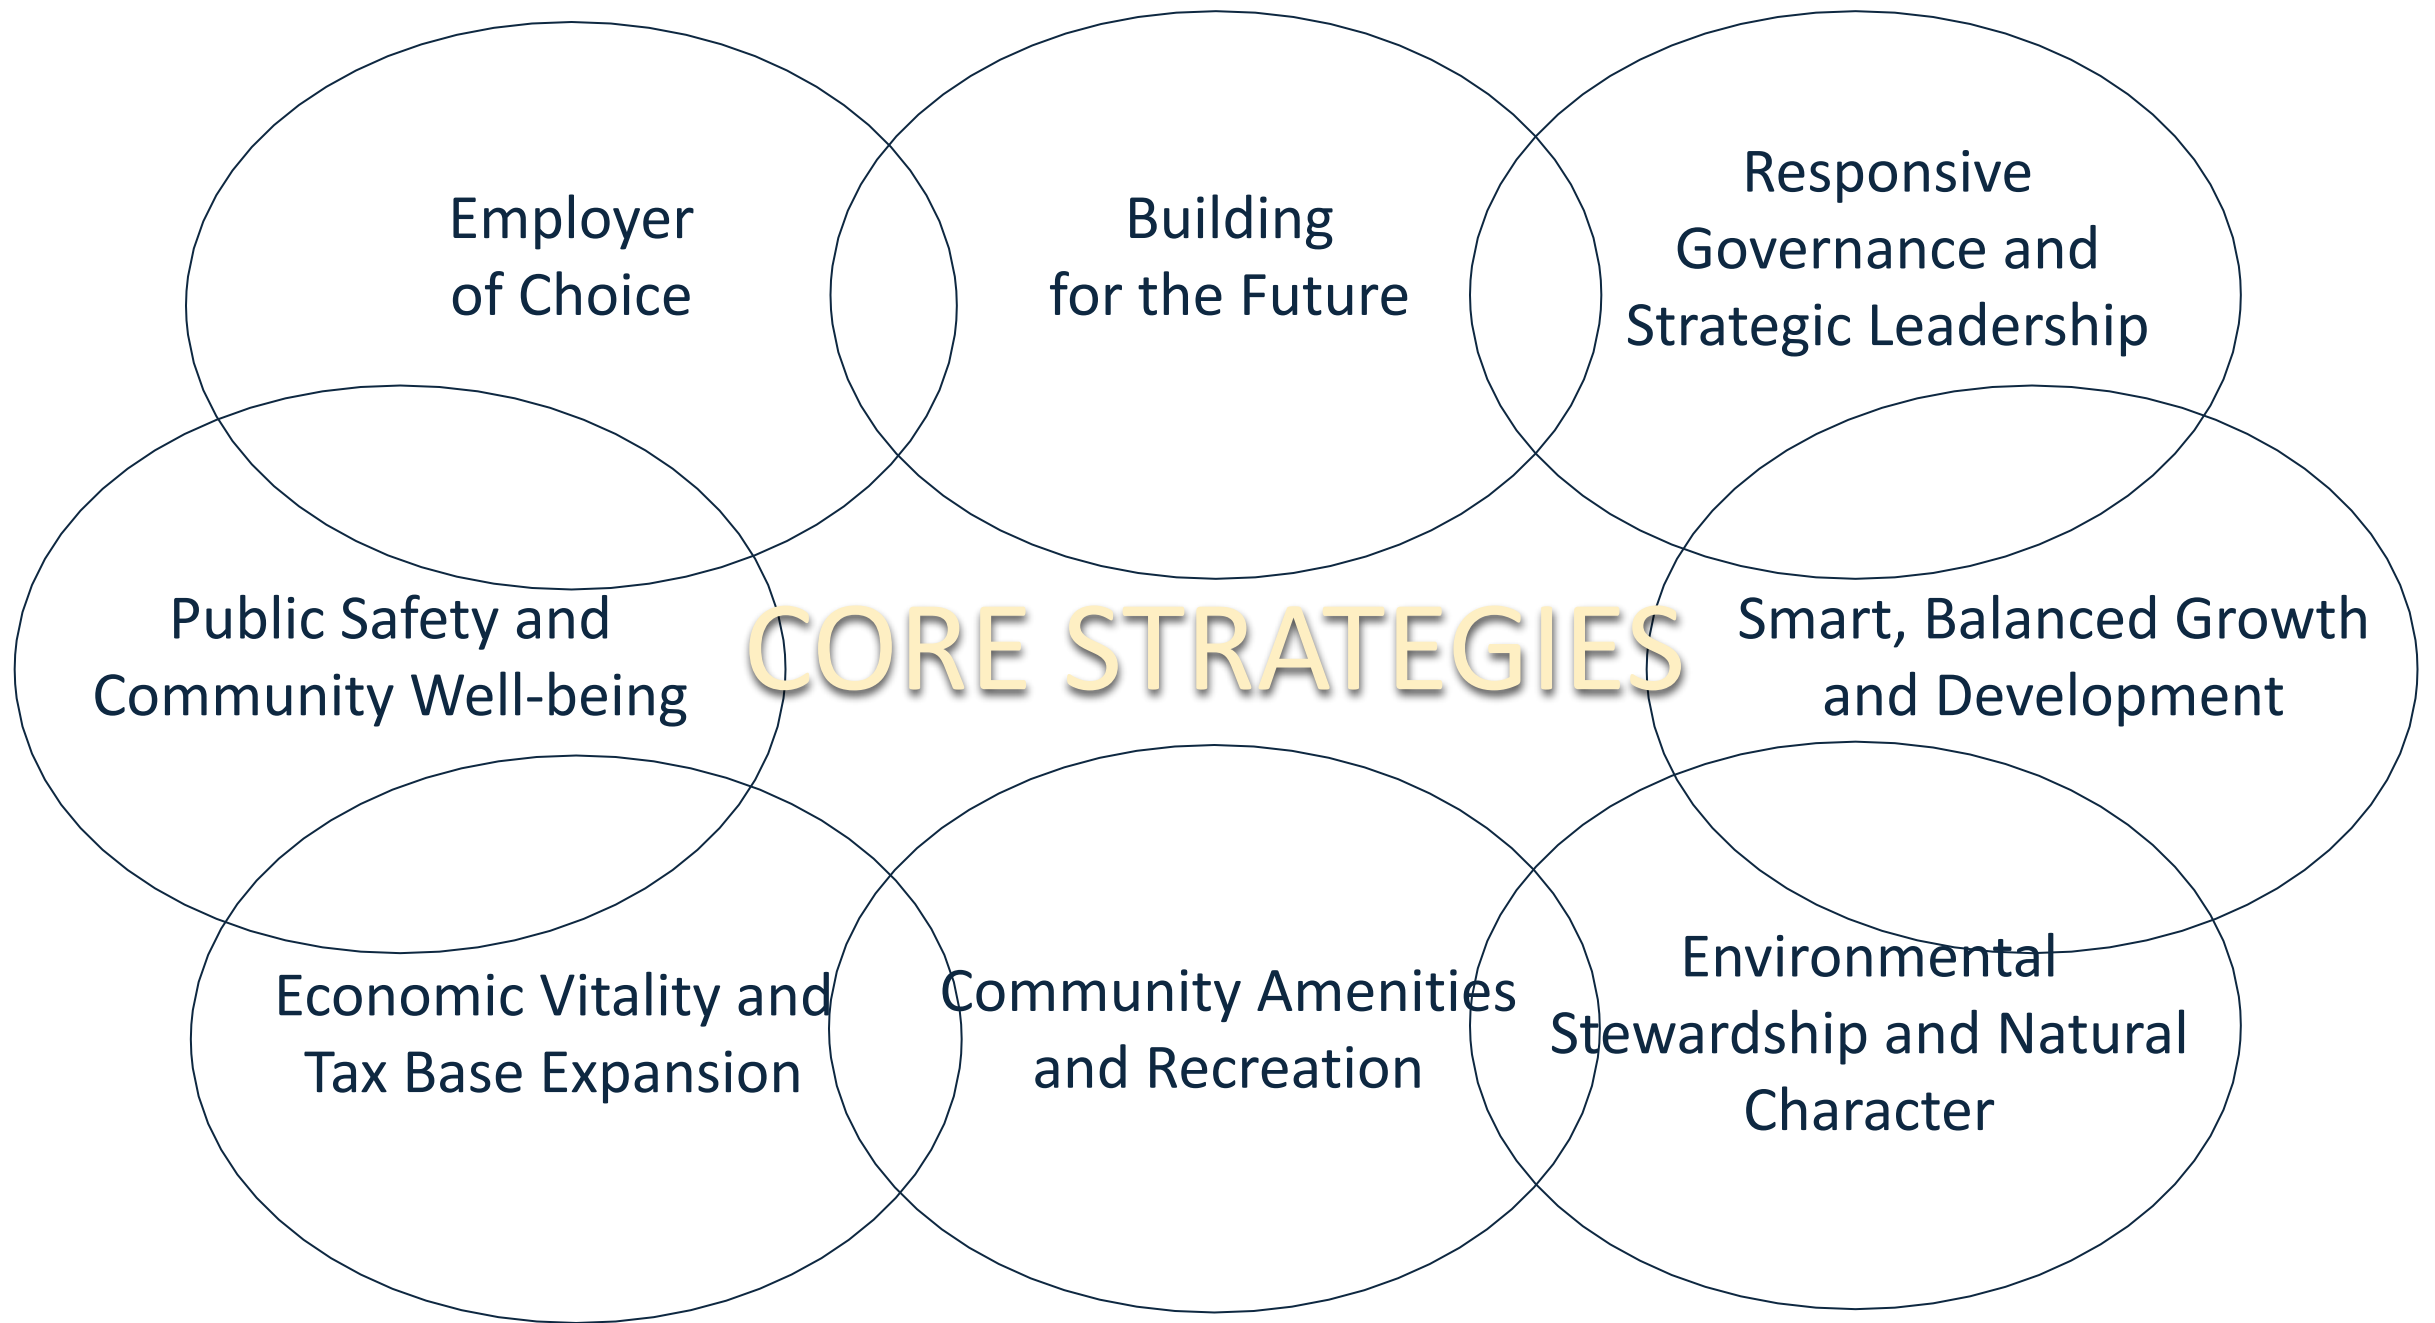 Employer
of Choice
Building
for the Future
Responsive
Governance and
Strategic Leadership
Public Safety and
Community Well-being
CORE STRATEGIES
Smart, Balanced Growth
and Development
Economic Vitality and
Tax Base Expansion
Community Amenities
and Recreation
Environmental
Stewardship and Natural
Character